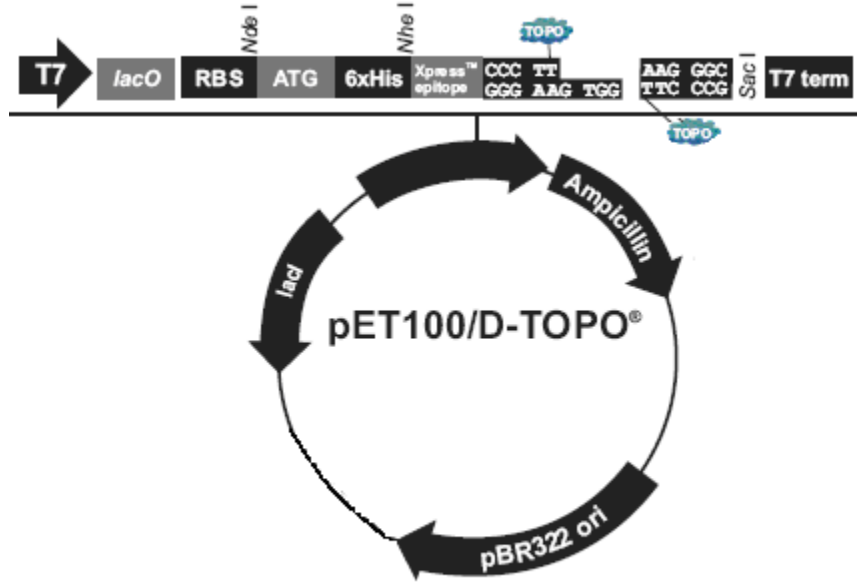 Nde I
Nhe I
TOPO
T7
lacO
RBS
ATG
6xHis
Xpress™
epitope
CCC TT
GGG AAG TGG
AAG GGC
TTC CCG
Sac I
T7 term
TOPO
Ampicillin
lacI
pET100/D-TOPO®
pBR322 ori